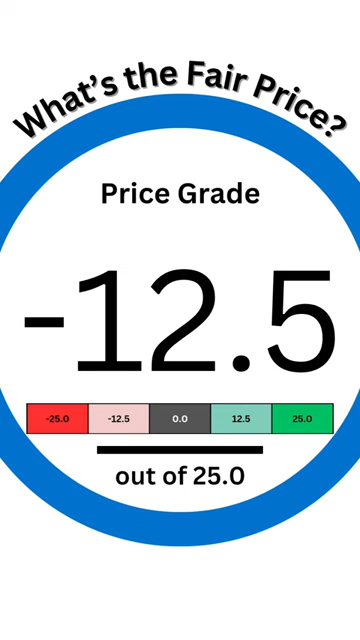 What's the Fair Price?
Price Grade
-12.5
-25.0 -12.5 0.0 12.5 25.0
out of 25.0